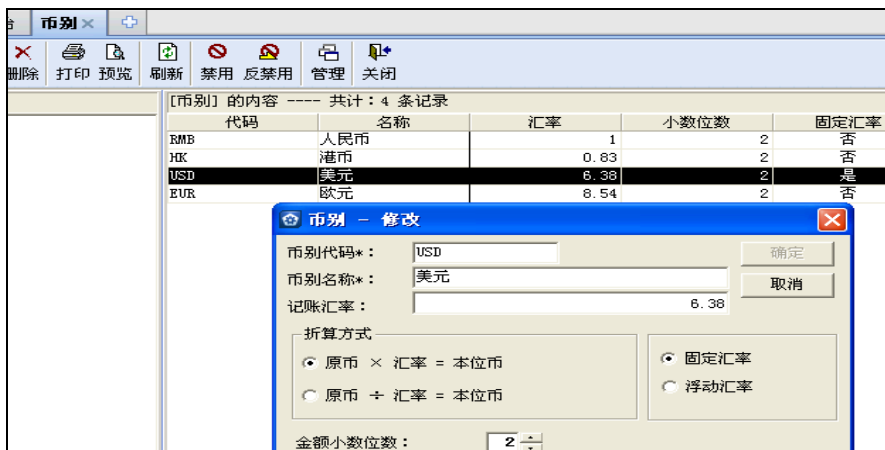 币别
删除 打印 预览 刷新 禁用 反禁用 管理 关闭
[币别] 的内容 ---- 共计：4 条记录
代码 名称 汇率 小数位数 固定汇率
RMB 人民币 1 2 否
HK 港币 0.83 2 否
USD 美元 6.38 2 是
EUR 欧元 8.54 2 否
币别 - 修改
币别代码*： USD 确定
币别名称*： 美元 取消
记账汇率： 6.38
折算方式
原币 × 汇率 = 本位币 固定汇率
原币 ÷ 汇率 = 本位币 浮动汇率
金额小数位数： 2